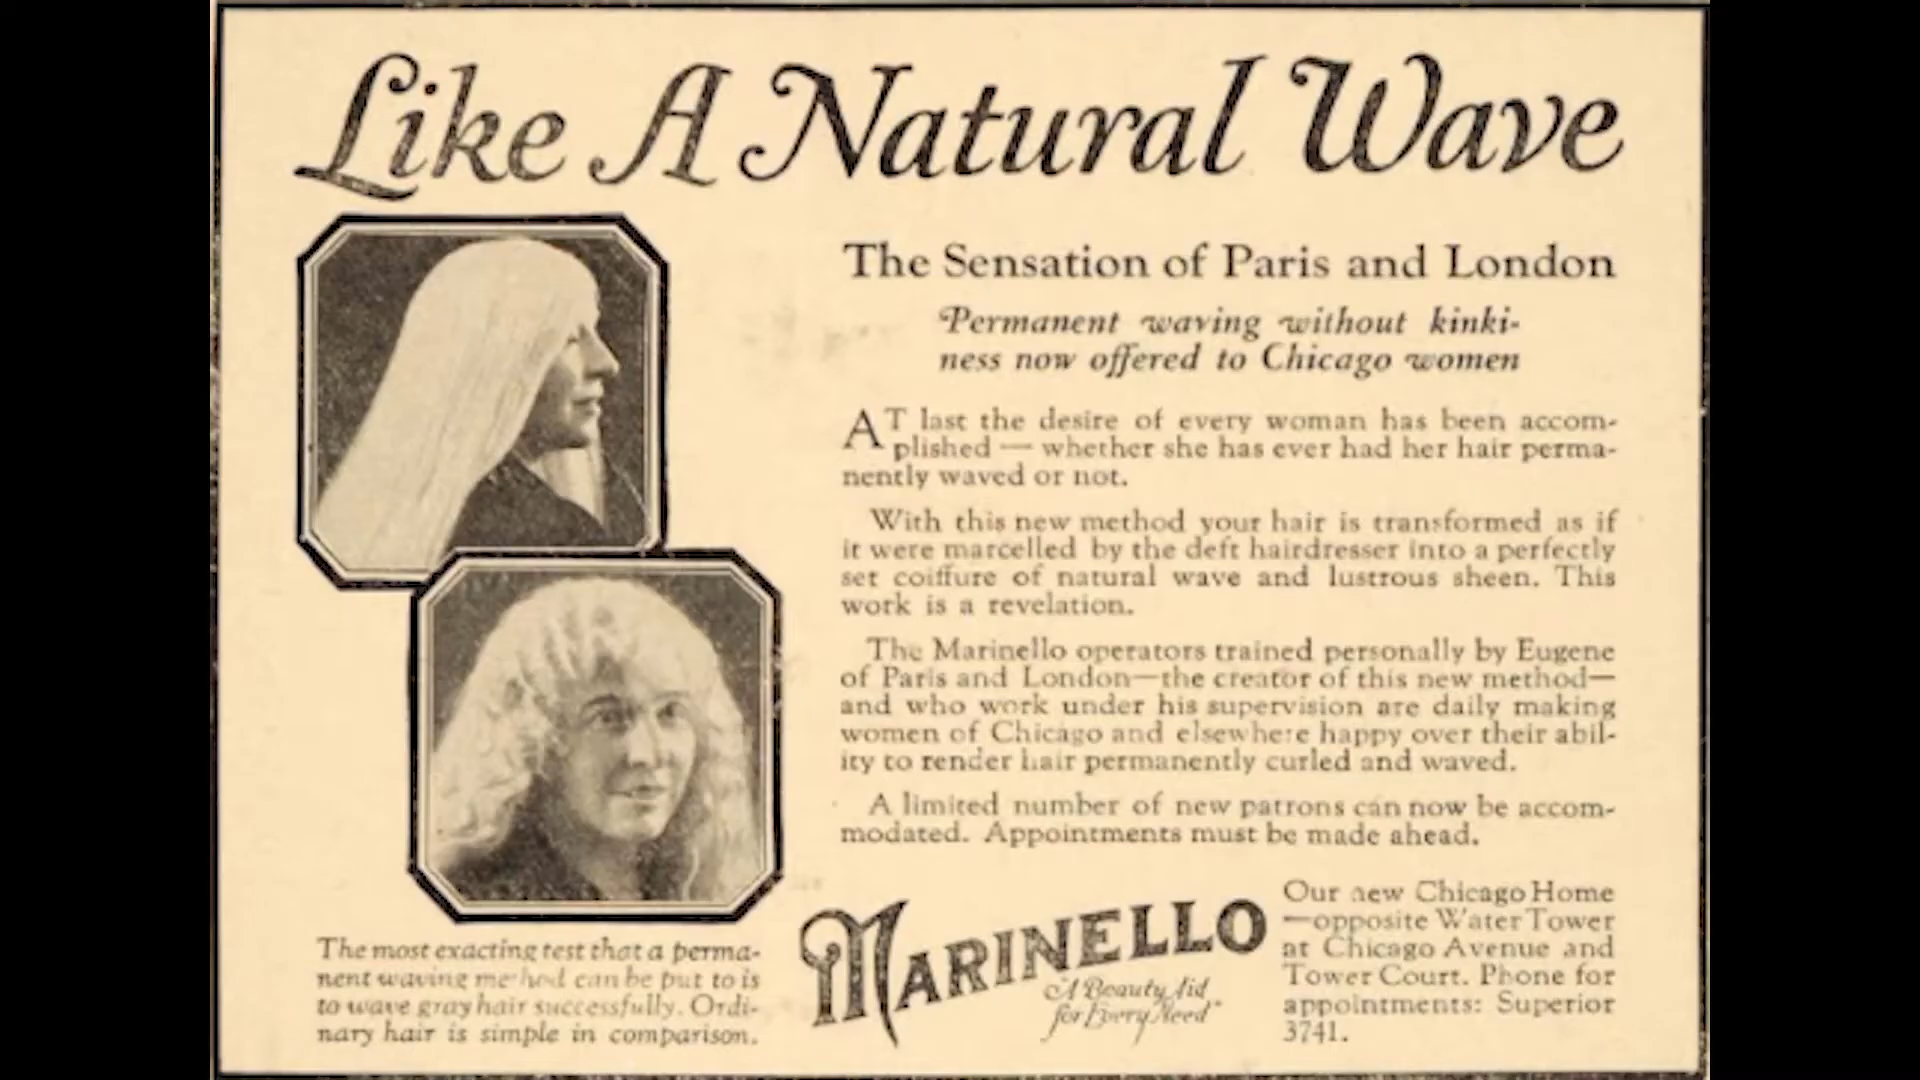 Like A Natural Wave
The Sensation of Paris and London
Permanent waving without kinki-
ness now offered to Chicago women
AT last the desire of every woman has been accom-
plished — whether she has ever had her hair perma-
nently waved or not.
With this new method your hair is transformed as if
it were marcelled by the deft hairdresser into a perfectly
set coiffure of natural wave and lustrous sheen. This
work is a revelation.
The Marinello operators trained personally by Eugene
of Paris and London—the creator of this new method—
and who work under his supervision are daily making
women of Chicago and elsewhere happy over their abil-
ity to render hair permanently curled and waved.
A limited number of new patrons can now be accom-
modated. Appointments must be made ahead.
The most exacting test that a perma-
nent waving method can be put to is
to wave gray hair successfully. Ordi-
nary hair is simple in comparison.
MARINELLO
"A Beauty Aid
for Every Need"
Our new Chicago Home
—opposite Water Tower
at Chicago Avenue and
Tower Court. Phone for
appointments: Superior
3741.